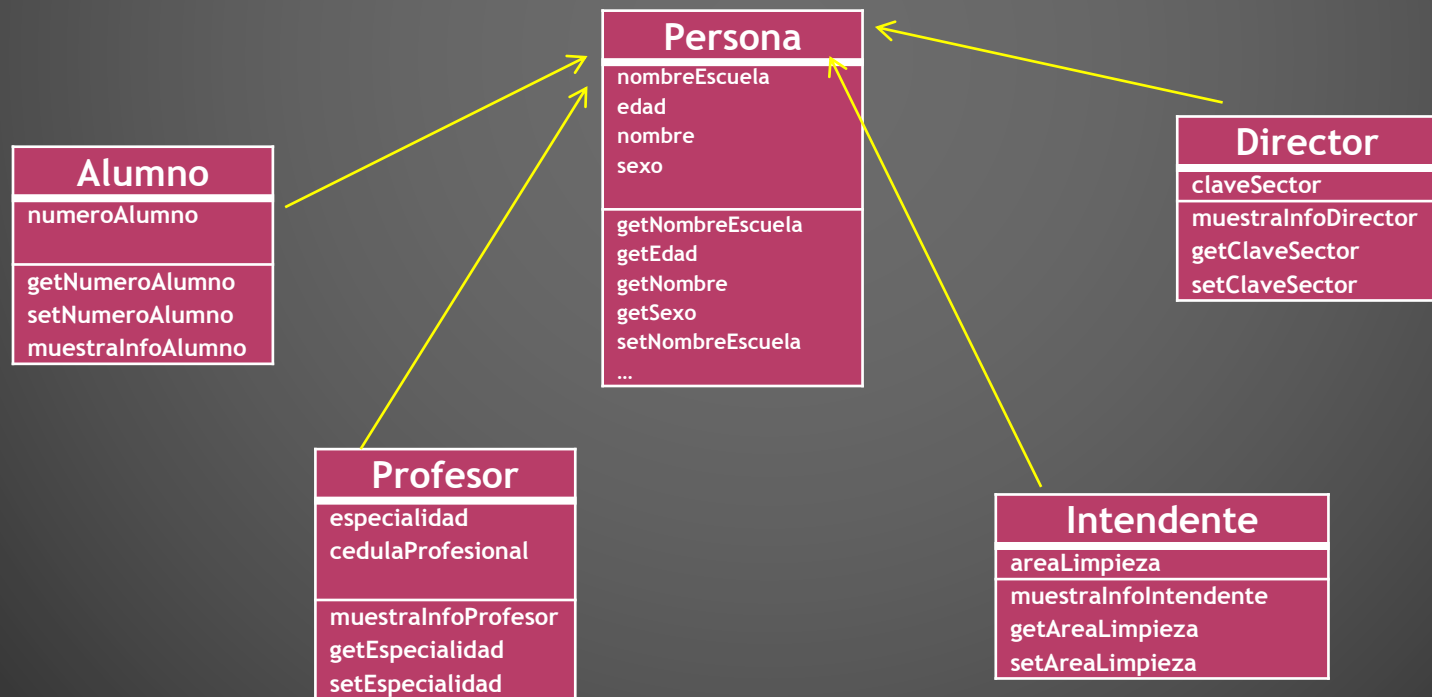 Persona
nombreEscuela
edad
nombre
sexo
getNombreEscuela
getEdad
getNombre
getSexo
setNombreEscuela
…
Alumno
numeroAlumno
getNumeroAlumno
setNumeroAlumno
muestraInfoAlumno
Director
claveSector
muestraInfoDirector
getClaveSector
setClaveSector
Profesor
especialidad
cedulaProfesional
muestraInfoProfesor
getEspecialidad
setEspecialidad
Intendente
areaLimpieza
muestraInfoIntendente
getAreaLimpieza
setAreaLimpieza